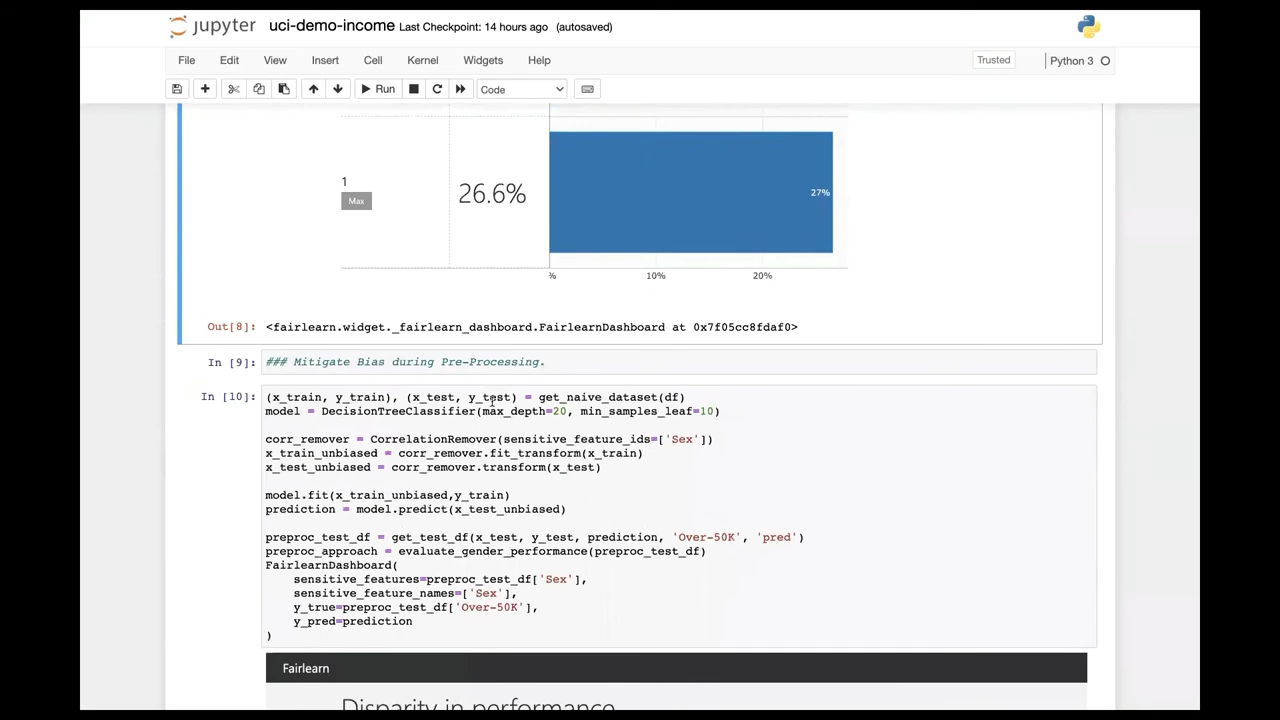 jupyter uci-demo-income Last Checkpoint: 14 hours ago (autosaved)
File Edit View Insert Cell Kernel Widgets Help Trusted Python 3
Run Code
1 26.6% 27%
Max
% 10% 20%
Out[8]: <fairlearn.widget._fairlearn_dashboard.FairlearnDashboard at 0x7f05cc8fdaf0>
In [9]: ### Mitigate Bias during Pre-Processing.
In [10]: (x_train, y_train), (x_test, y_test) = get_naive_dataset(df)
model = DecisionTreeClassifier(max_depth=20, min_samples_leaf=10)
corr_remover = CorrelationRemover(sensitive_feature_ids=['Sex'])
x_train_unbiased = corr_remover.fit_transform(x_train)
x_test_unbiased = corr_remover.transform(x_test)
model.fit(x_train_unbiased,y_train)
prediction = model.predict(x_test_unbiased)
preproc_test_df = get_test_df(x_test, y_test, prediction, 'Over-50K', 'pred')
preproc_approach = evaluate_gender_performance(preproc_test_df)
FairlearnDashboard(
sensitive_features=preproc_test_df['Sex'],
sensitive_feature_names=['Sex'],
y_true=preproc_test_df['Over-50K'],
y_pred=prediction
)
Fairlearn
Disparity in performance